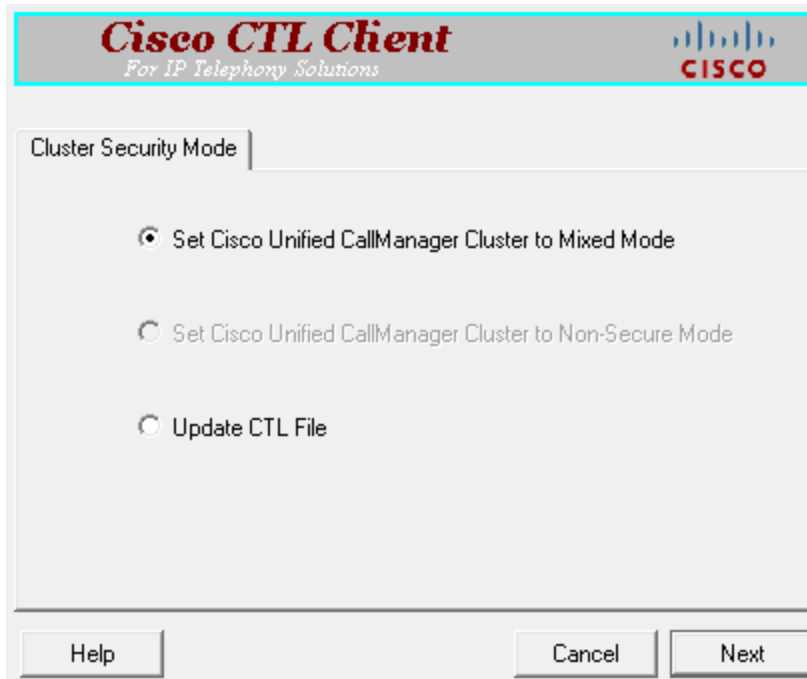 Cisco CTL Client
For IP Telephony Solutions
CISCO
Cluster Security Mode
Set Cisco Unified CallManager Cluster to Mixed Mode
Set Cisco Unified CallManager Cluster to Non-Secure Mode
Update CTL File
Help
Cancel
Next